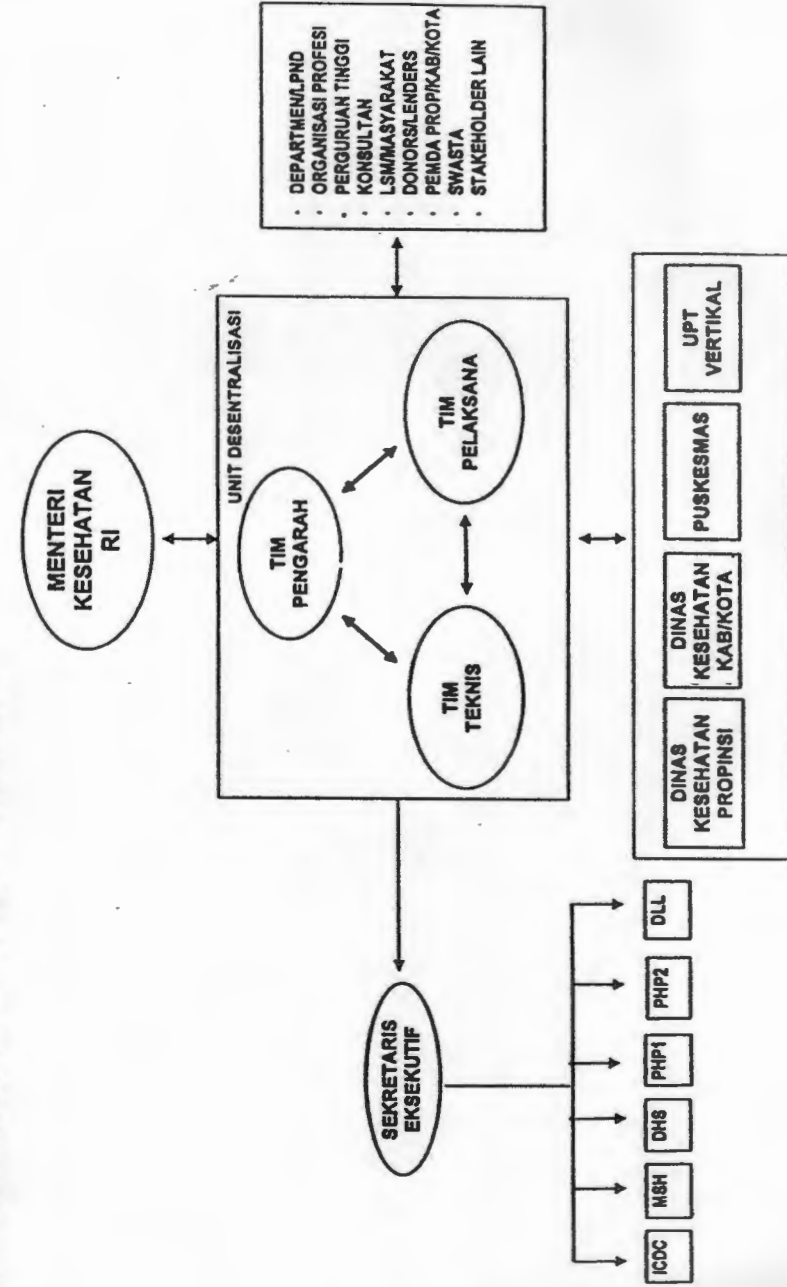 MENTERI
KESEHATAN
RI
UNIT DESENTRALISASI
TIM
PENGARAH
TIM
TEKNIS
TIM
PELAKSANA
· DEPARTMEN/LPND
· ORGANISASI PROFESI
· PERGURUAN TINGGI
· KONSULTAN
· LSM/MASYARAKAT
· DONORS/LENDERS
· PEMDA PROP/KAB/KOTA
· SWASTA
· STAKEHOLDER LAIN
SEKRETARIS
EKSEKUTIF
ICDC
MSH
DHS
PHP1
PHP2
DLL
DINAS
KESEHATAN
PROPINSI
DINAS
KESEHATAN
KAB/KOTA
PUSKESMAS
UPT
VERTIKAL